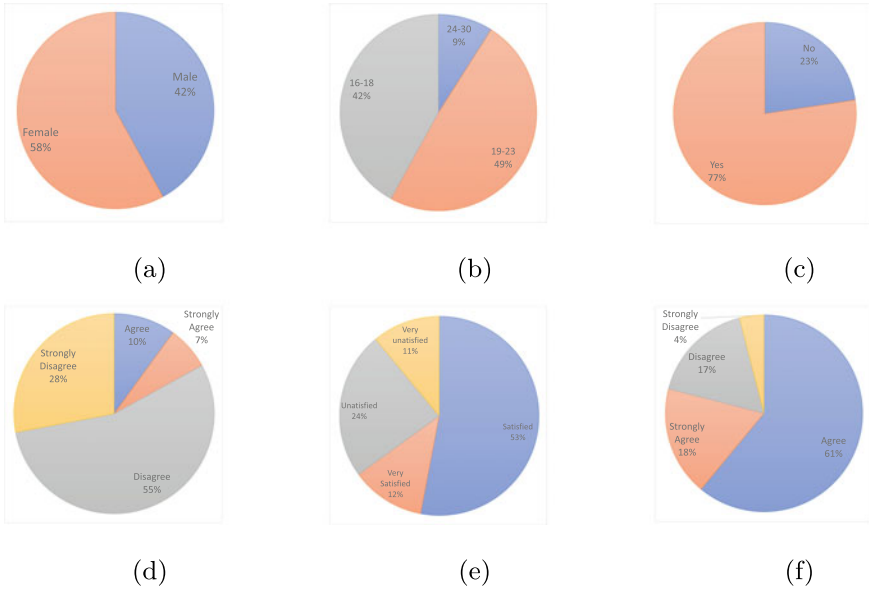 Male
42%
Female
58%
(a)
24-30
9%
16-18
42%
19-23
49%
(b)
No
23%
Yes
77%
(c)
Agree
10%
Strongly
Agree
7%
Strongly
Disagree
28%
Disagree
55%
(d)
Very
unatisfied
11%
Unatisfied
24%
Satisfied
53%
Very
Satisfied
12%
(e)
Strongly
Disagree
4%
Disagree
17%
Strongly
Agree
18%
Agree
61%
(f)